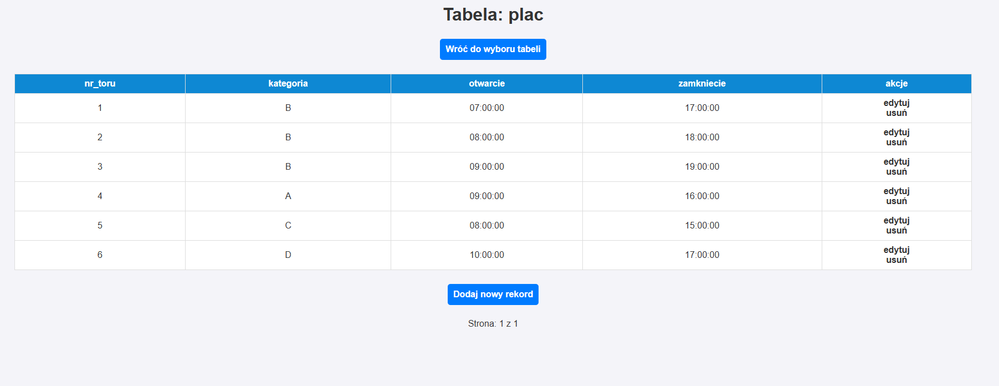 Tabela: plac
Wróć do wyboru tabeli
nr_toru kategoria otwarcie zamkniecie akcje
1 B 07:00:00 17:00:00 edytuj
usuń
2 B 08:00:00 18:00:00 edytuj
usuń
3 B 09:00:00 19:00:00 edytuj
usuń
4 A 09:00:00 16:00:00 edytuj
usuń
5 C 08:00:00 15:00:00 edytuj
usuń
6 D 10:00:00 17:00:00 edytuj
usuń
Dodaj nowy rekord
Strona: 1 z 1